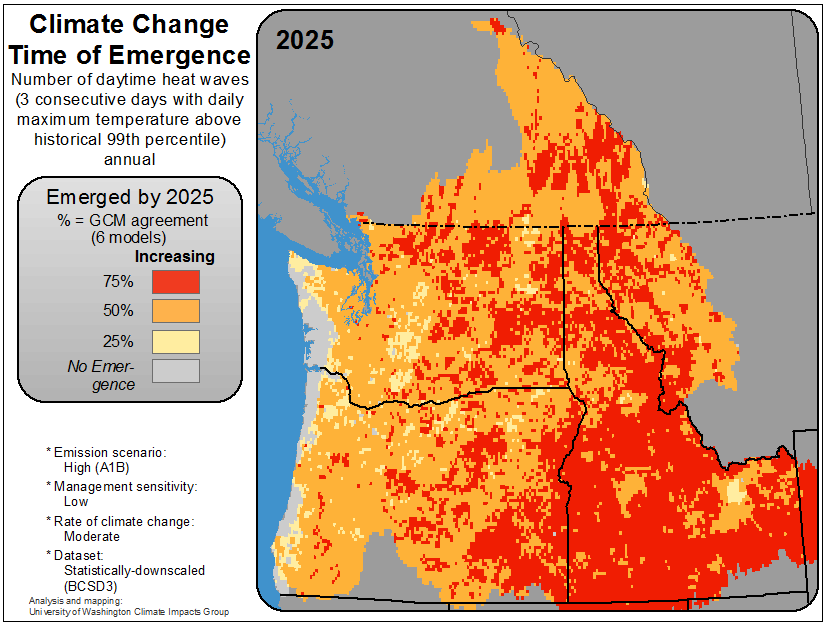 Climate Change
Time of Emergence
Number of daytime heat waves
(3 consecutive days with daily
maximum temperature above
historical 99th percentile)
annual
2025
Emerged by 2025
% = GCM agreement
(6 models)
Increasing
75%
50%
25%
No Emer-
gence
* Emission scenario:
High (A1B)
* Management sensitivity:
Low
* Rate of climate change:
Moderate
* Dataset:
Statistically-downscaled
(BCSD3)
Analysis and mapping:
University of Washington Climate Impacts Group